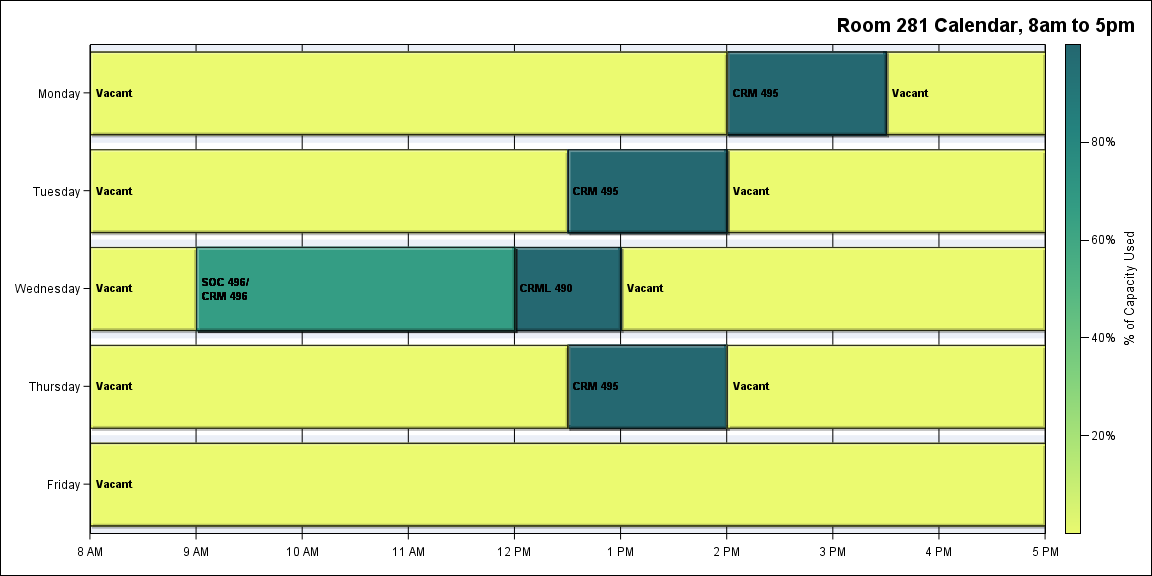 Room 281 Calendar, 8am to 5pm
Monday
Vacant
CRM 495
Vacant
80%
Tuesday
Vacant
CRM 495
Vacant
60%
Wednesday
Vacant
SOC 496/
CRM 496
CRML 490
Vacant
% of Capacity Used
40%
Thursday
Vacant
CRM 495
Vacant
20%
Friday
Vacant
8 AM
9 AM
10 AM
11 AM
12 PM
1 PM
2 PM
3 PM
4 PM
5 PM